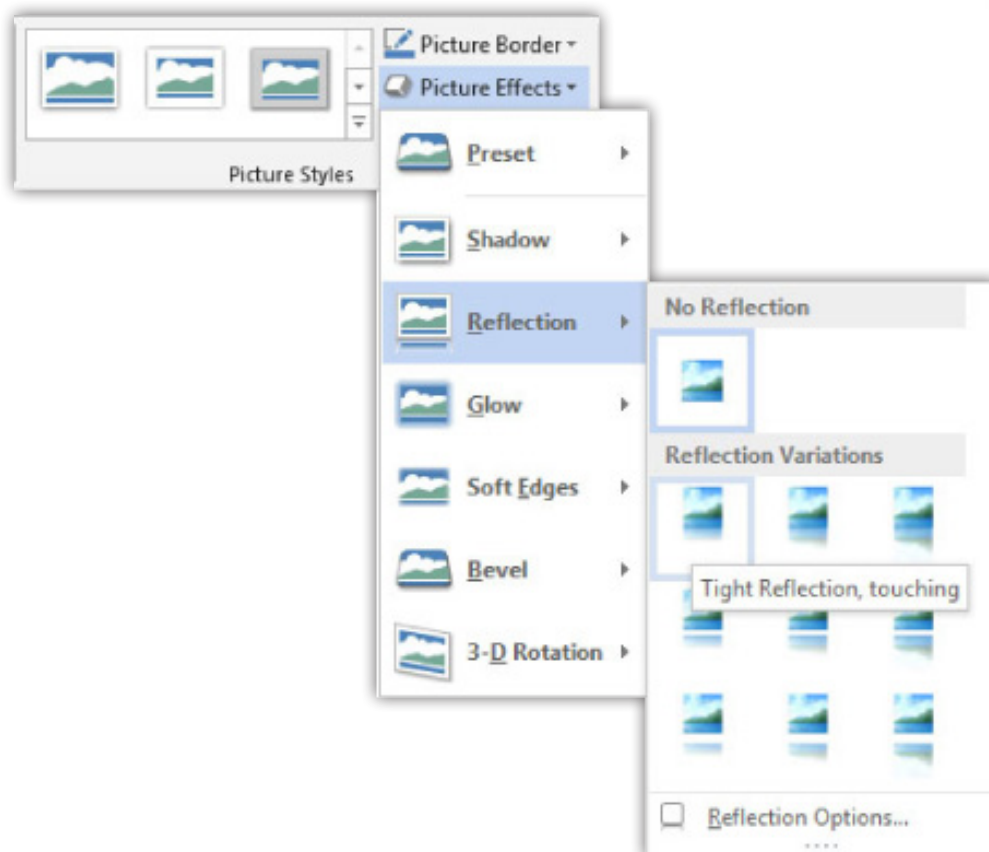 Picture Border
Picture Effects
Picture Styles
Preset
Shadow
Reflection
Glow
Soft Edges
Bevel
3-D Rotation
No Reflection
Reflection Variations
Tight Reflection, touching
Reflection Options...